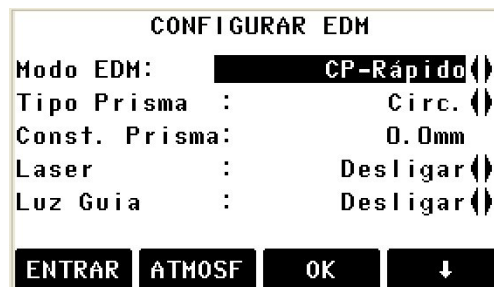 CONFIGURAR EDM
Modo EDM: CP-Rápido
Tipo Prisma : Circ.
Const. Prisma: 0.0mm
Laser : Desligar
Luz Guia : Desligar
ENTRAR ATMOSF OK ↓